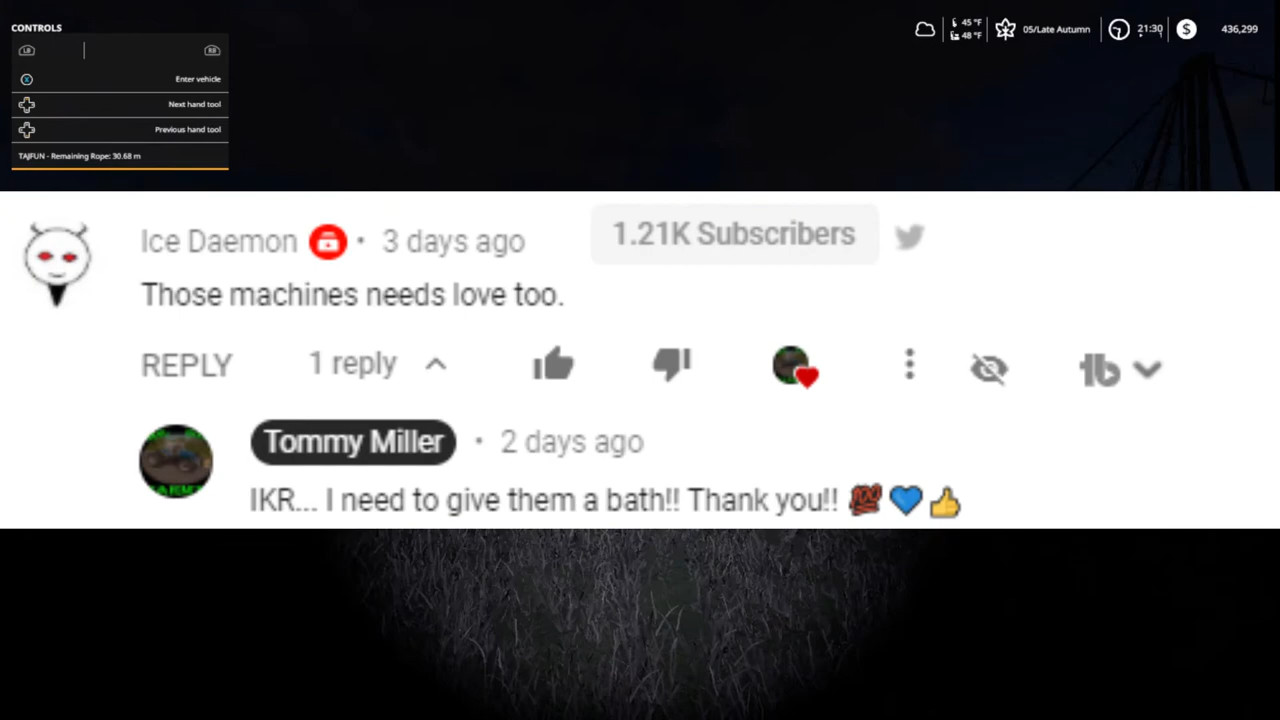 CONTROLS
45 °F
48 °F
05/Late Autumn
21:30
$
436,299
LB
RB
X
Enter vehicle
Next hand tool
Previous hand tool
TAJFUN - Remaining Rope: 30.68 m
Ice Daemon • 3 days ago
1.21K Subscribers
Those machines needs love too.
REPLY 1 reply
Tommy Miller • 2 days ago
IKR... I need to give them a bath!! Thank you!! 💯💙👍